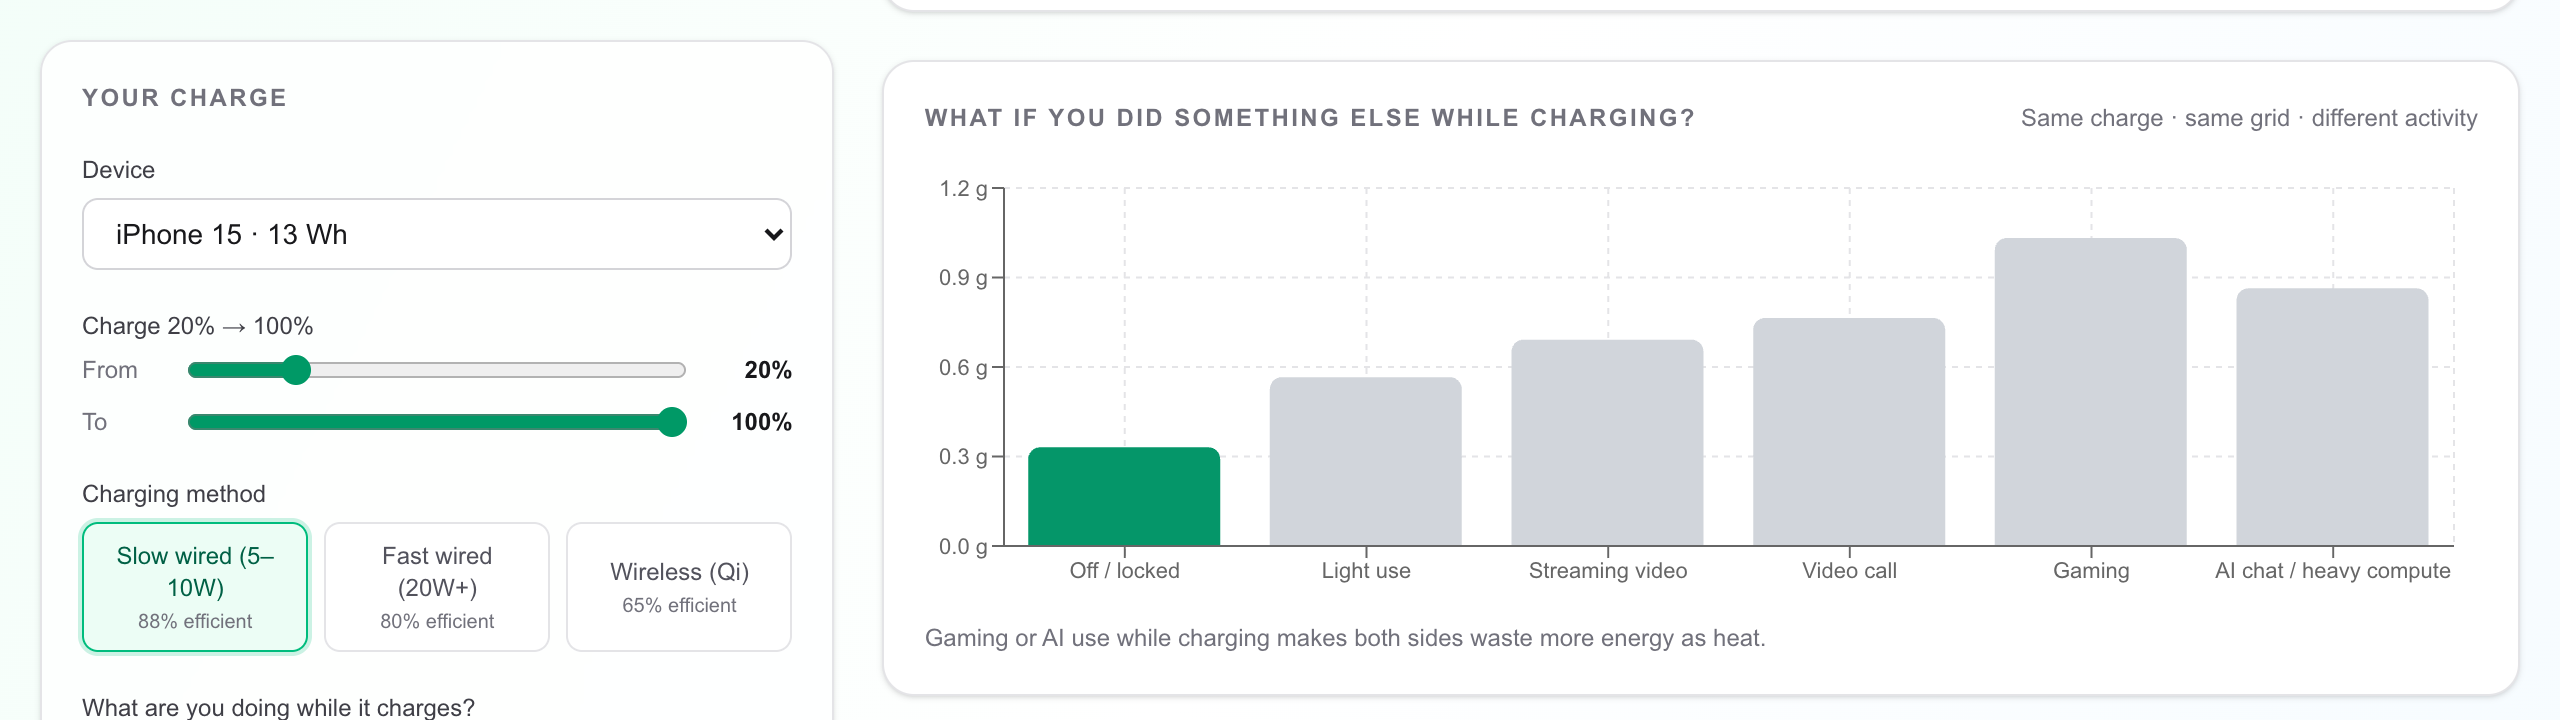 YOUR CHARGE
Device
iPhone 15 · 13 Wh
Charge 20% → 100%
From
20%
To
100%
Charging method
Slow wired (5–
10W)
88% efficient
Fast wired
(20W+)
80% efficient
Wireless (Qi)
65% efficient
What are you doing while it charges?
WHAT IF YOU DID SOMETHING ELSE WHILE CHARGING?
Same charge · same grid · different activity
1.2 g
0.9 g
0.6 g
0.3 g
0.0 g
Off / locked
Light use
Streaming video
Video call
Gaming
AI chat / heavy compute
Gaming or AI use while charging makes both sides waste more energy as heat.